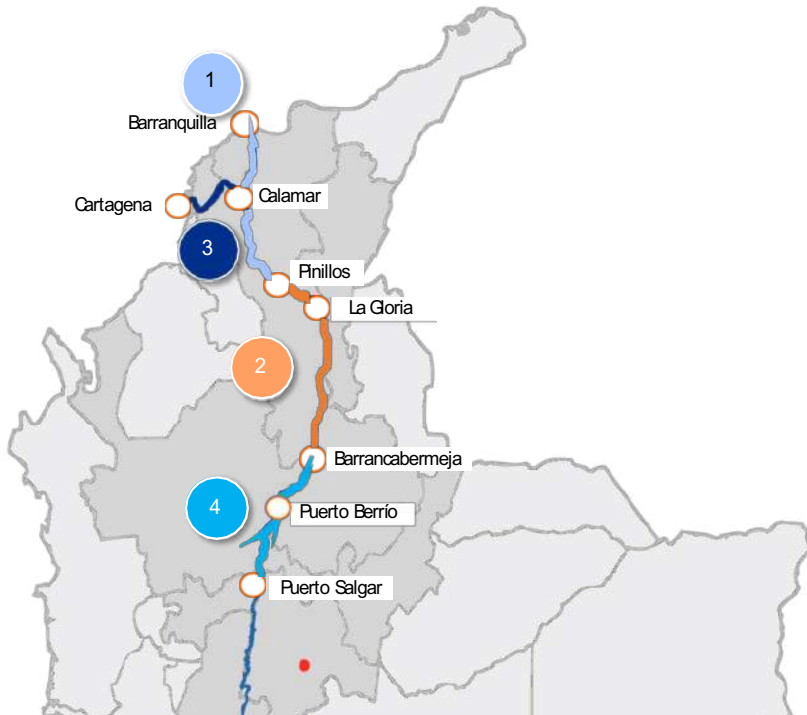 1
Barranquilla
Calamar
Cartagena
3
Pinillos
La Gloria
2
Barrancabermeja
4
Puerto Berrío
Puerto Salgar